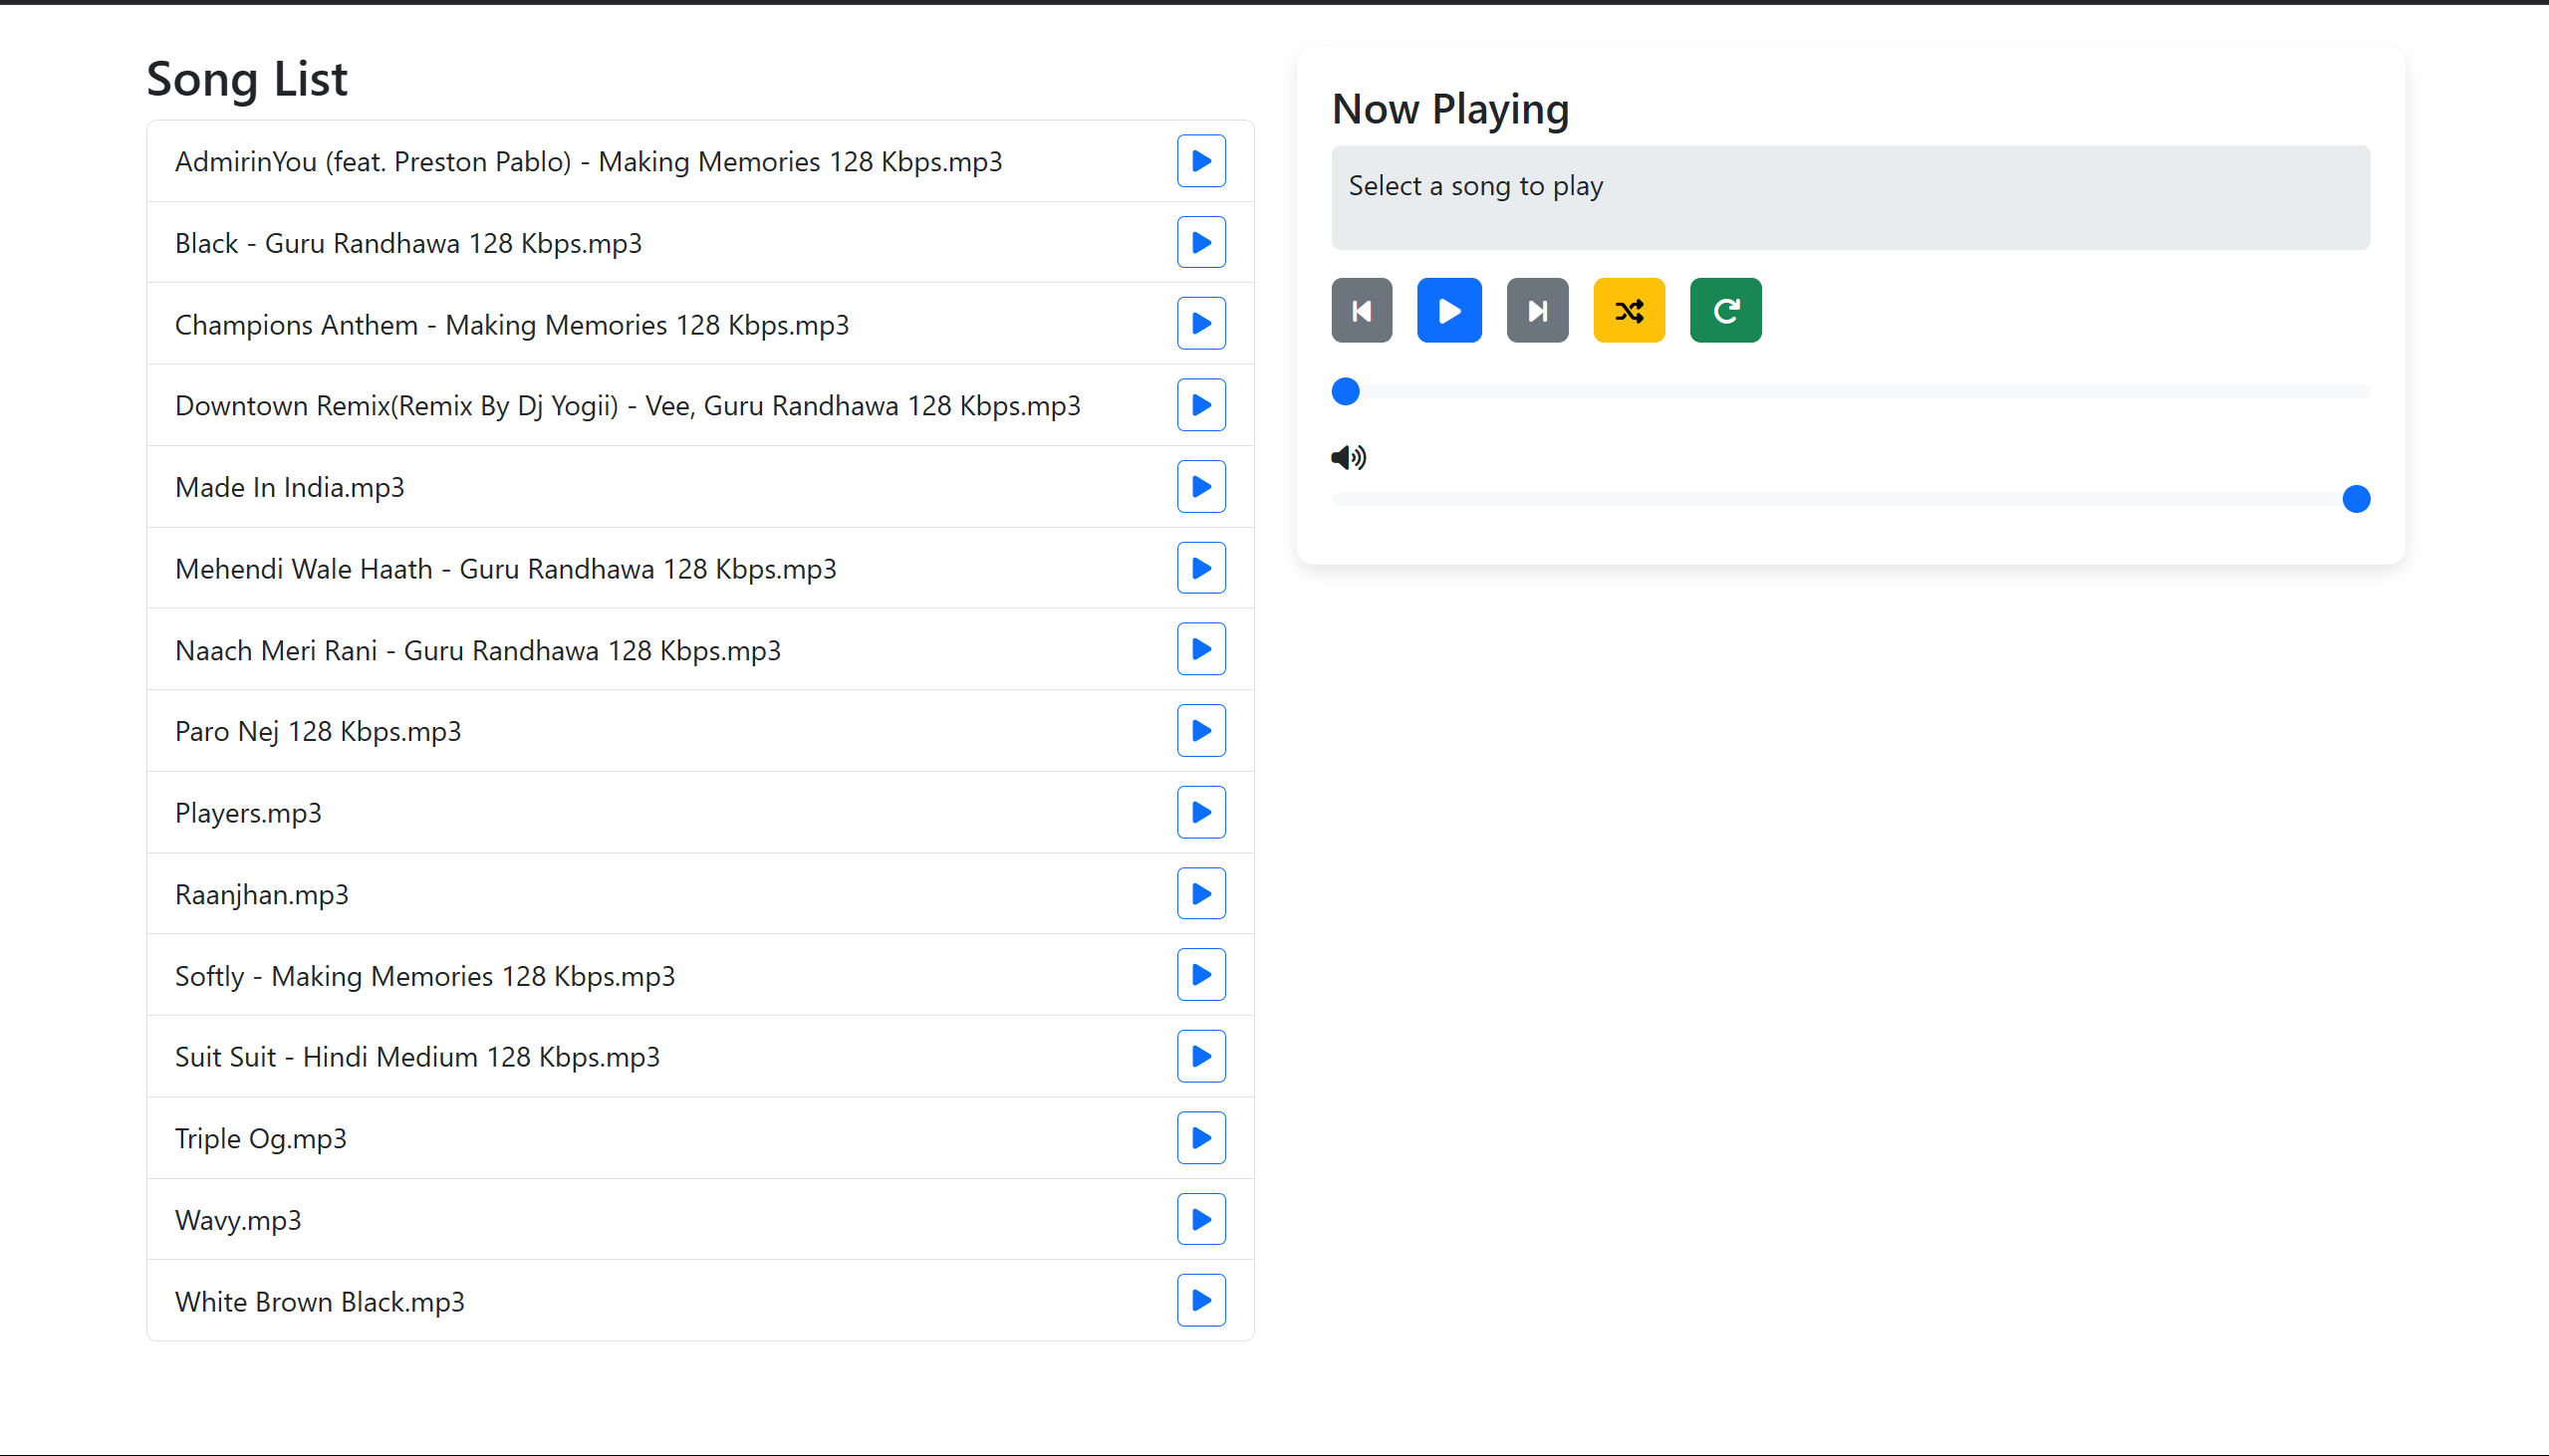 Song List
AdmirinYou (feat. Preston Pablo) - Making Memories 128 Kbps.mp3
Black - Guru Randhawa 128 Kbps.mp3
Champions Anthem - Making Memories 128 Kbps.mp3
Downtown Remix(Remix By Dj Yogii) - Vee, Guru Randhawa 128 Kbps.mp3
Made In India.mp3
Mehendi Wale Haath - Guru Randhawa 128 Kbps.mp3
Naach Meri Rani - Guru Randhawa 128 Kbps.mp3
Paro Nej 128 Kbps.mp3
Players.mp3
Raanjhan.mp3
Softly - Making Memories 128 Kbps.mp3
Suit Suit - Hindi Medium 128 Kbps.mp3
Triple Og.mp3
Wavy.mp3
White Brown Black.mp3
Now Playing
Select a song to play